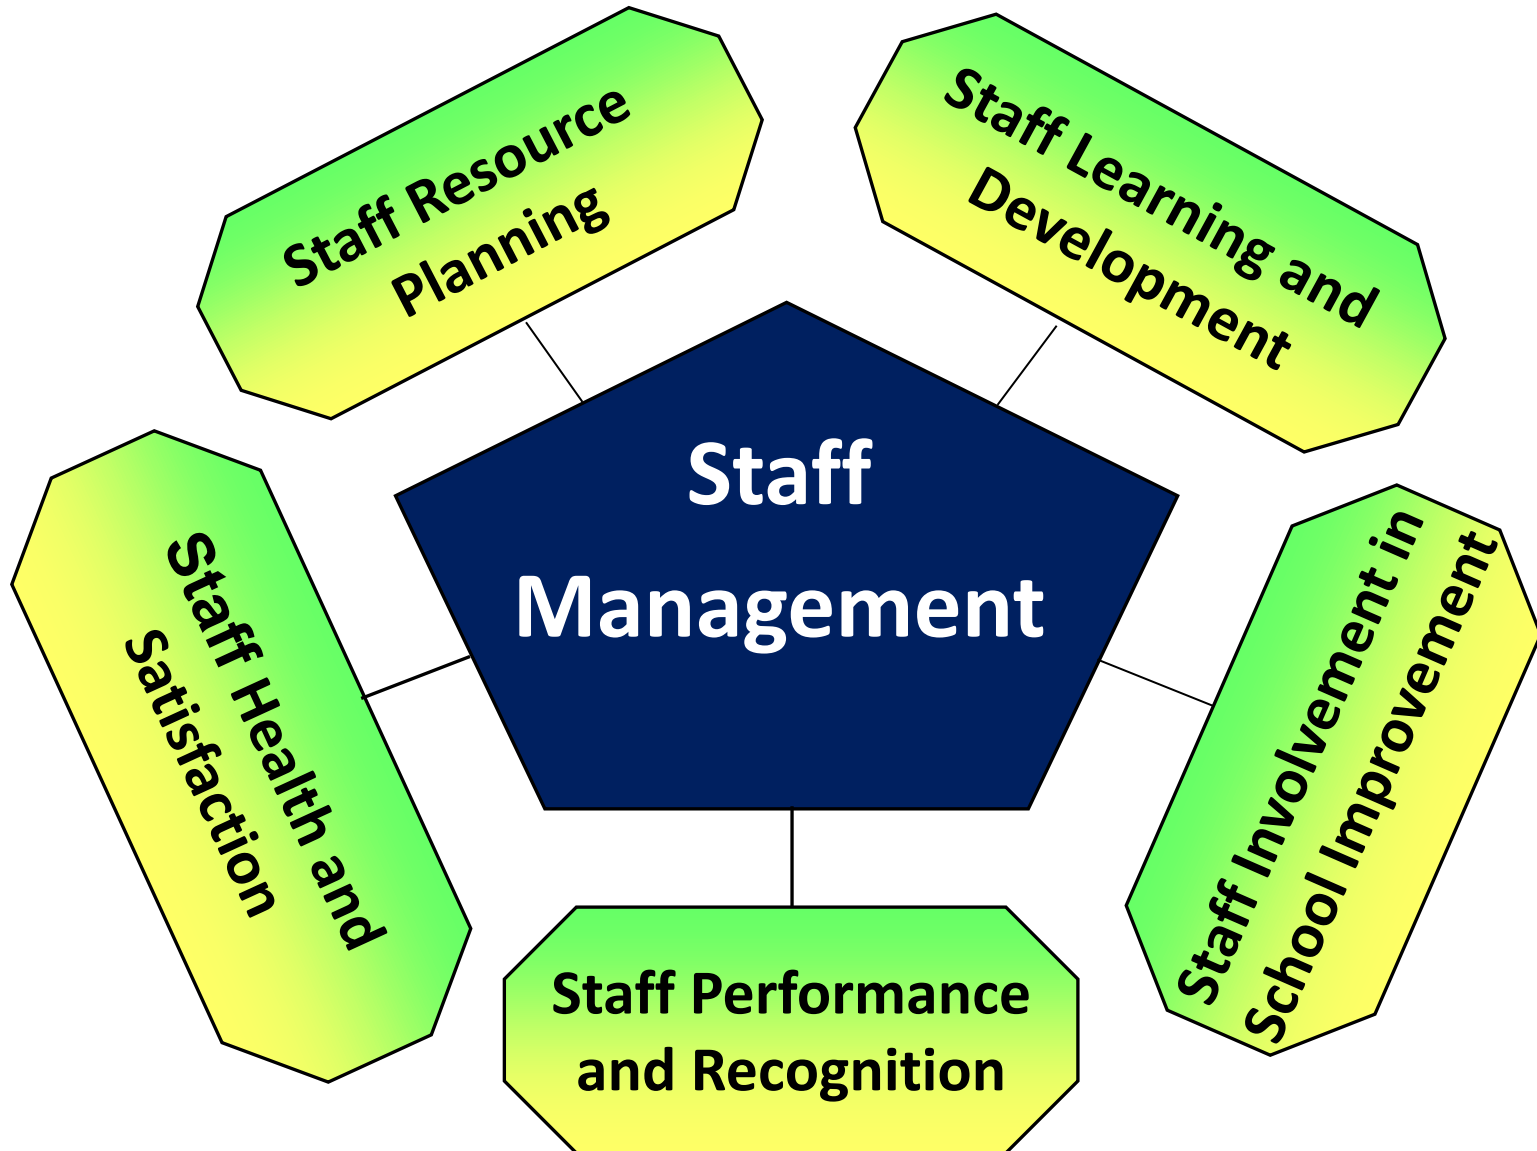 Staff Resource
Planning
Staff Learning and
Development
Staff
Management
Staff Health and
Satisfaction
Staff Involvement in
School Improvement
Staff Performance
and Recognition